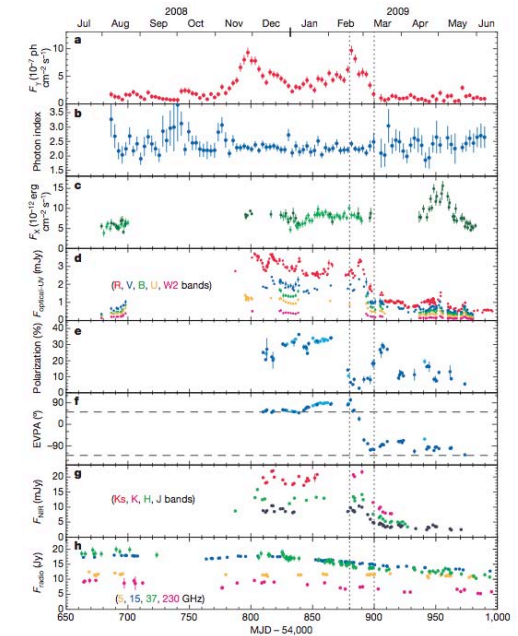 2008 2009
Jul Aug Sep Oct Nov Dec Jan Feb Mar Apr May Jun
a
Fγ (10⁻⁷ ph cm⁻² s⁻¹)
10
5
0
b
Photon index
3.5
3.0
2.5
2.0
1.5
c
Fx (10⁻¹² erg cm⁻² s⁻¹)
15
10
5
0
d
Foptical-UV (mJy)
3
2
1
0
(R, V, B, U, W2 bands)
e
Polarization (%)
40
30
20
10
0
f
EVPA (°)
90
0
-90
g
FNIR (mJy)
20
15
10
5
0
(Ks, K, H, J bands)
h
Fradio (Jy)
20
15
10
5
0
(5, 15, 37, 230 GHz)
650 700 750 800 850 900 950 1,000
MJD – 54,000